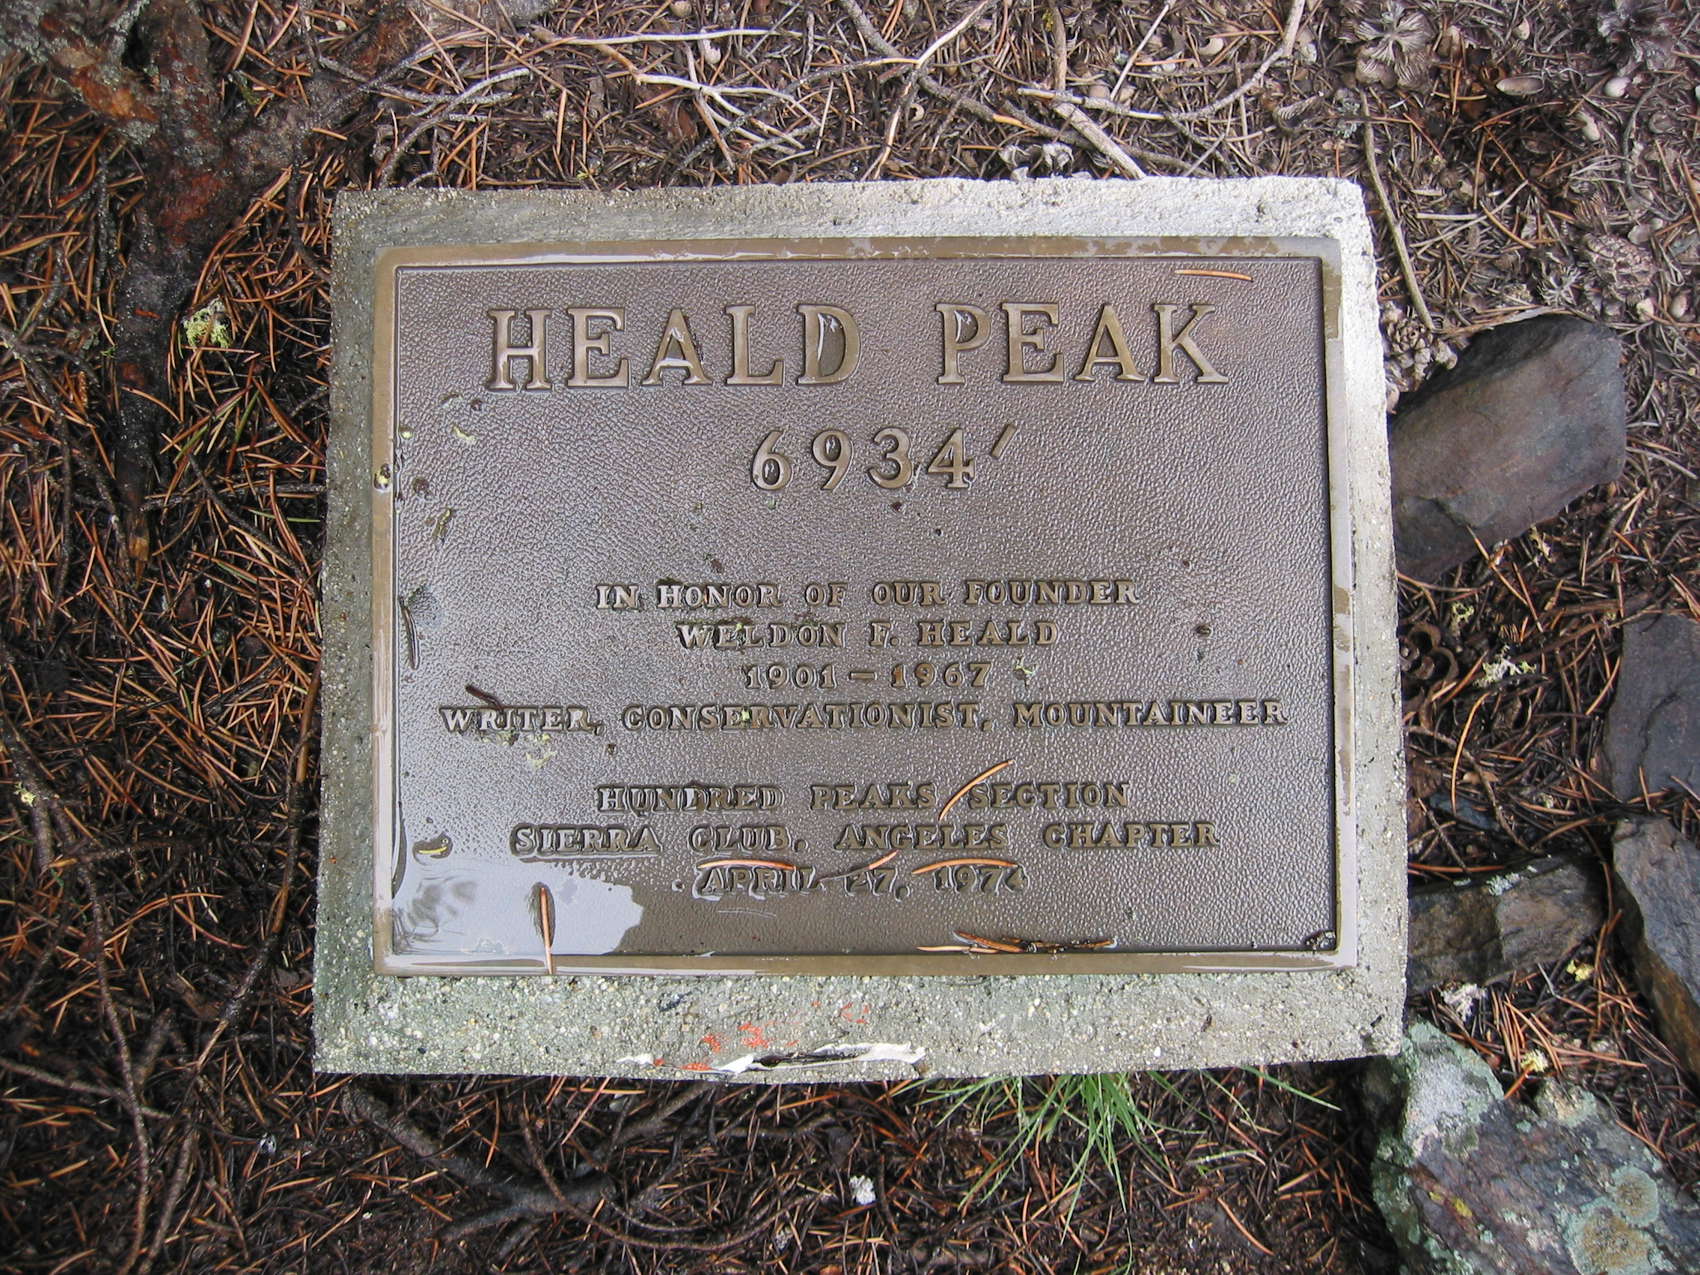 HEALD PEAK
6934'
IN HONOR OF OUR FOUNDER
WELDON F. HEALD
1901 – 1967
WRITER, CONSERVATIONIST, MOUNTAINEER
HUNDRED PEAKS SECTION
SIERRA CLUB, ANGELES CHAPTER
APRIL 27, 1974